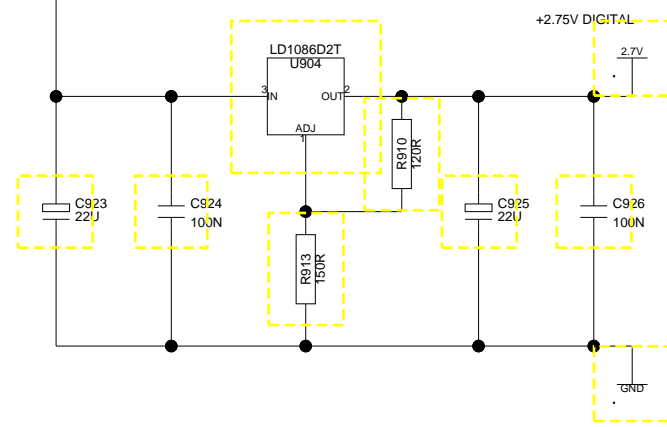 +2.75V DIGITAL
LD1086D2T
U904
2.7V
3
IN
OUT
2
ADJ
1
R910
120R
C923
22U
C924
100N
C925
22U
C926
100N
R913
150R
GND